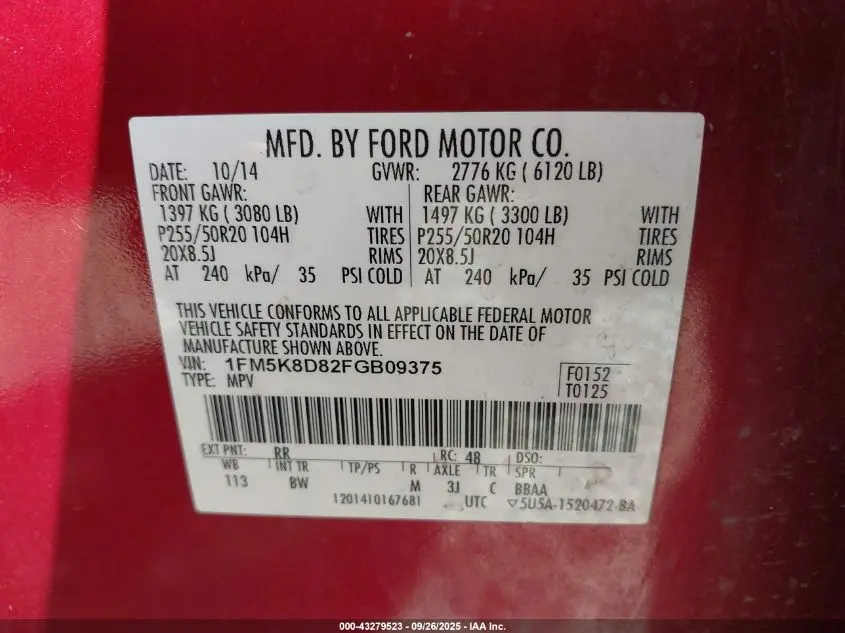 MFD. BY FORD MOTOR CO.
DATE: 10/14 GVWR: 2776 KG ( 6120 LB)
FRONT GAWR: REAR GAWR:
1397 KG ( 3080 LB) WITH 1497 KG ( 3300 LB) WITH
P255/50R20 104H TIRES P255/50R20 104H TIRES
20X8.5J RIMS 20X8.5J RIMS
AT 240 kPa/ 35 PSI COLD AT 240 kPa/ 35 PSI COLD
THIS VEHICLE CONFORMS TO ALL APPLICABLE FEDERAL MOTOR
VEHICLE SAFETY STANDARDS IN EFFECT ON THE DATE OF
MANUFACTURE SHOWN ABOVE.
VIN: 1FM5K8D82FGB09375 F0152
TYPE: MPV T0125
EXT PNT: RR RC: 48 DSO:
WB INT TR TP/PS R AXLE TR SPR
113 BW M 3J C BBAA
1201410167681 UTC ▽5U5A-1520472-BA
000-43279523 - 09/26/2025 - IAA Inc.